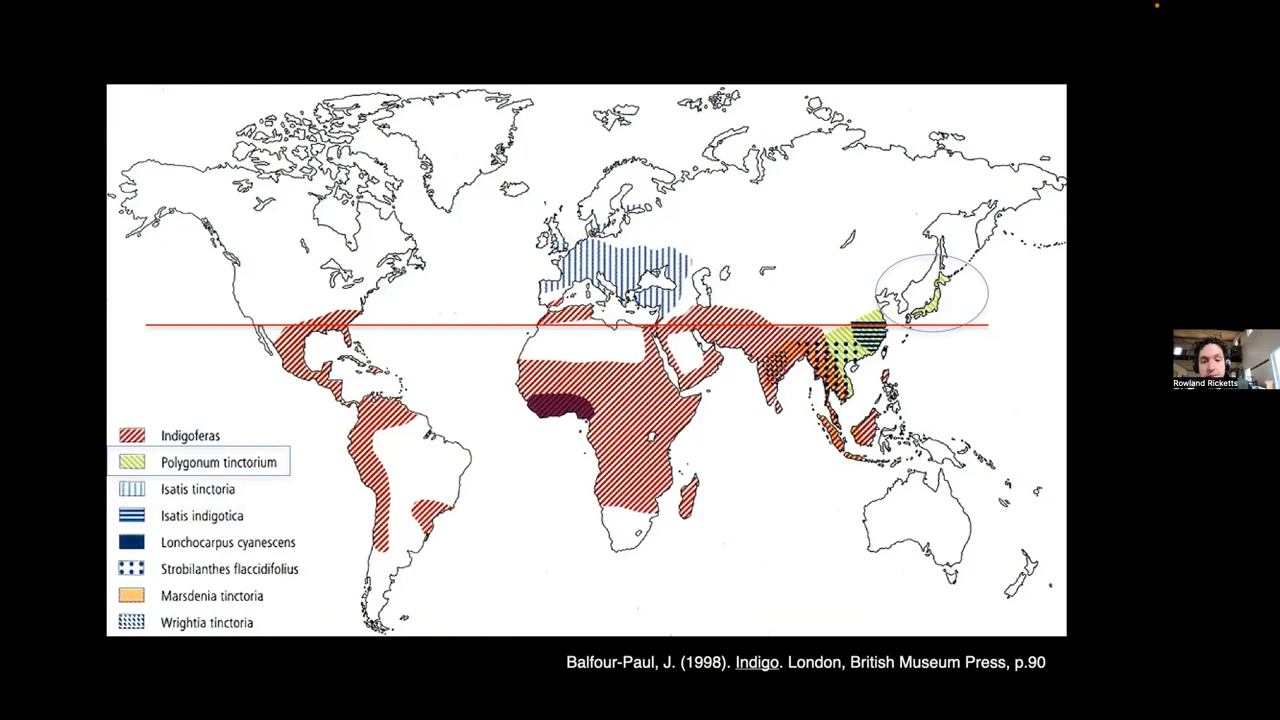 Indigoferas
Polygonum tinctorium
Isatis tinctoria
Isatis indigotica
Lonchocarpus cyanescens
Strobilanthes flaccidifolius
Marsdenia tinctoria
Wrightia tinctoria
Balfour-Paul, J. (1998). Indigo. London, British Museum Press, p.90
Rowland Ricketts